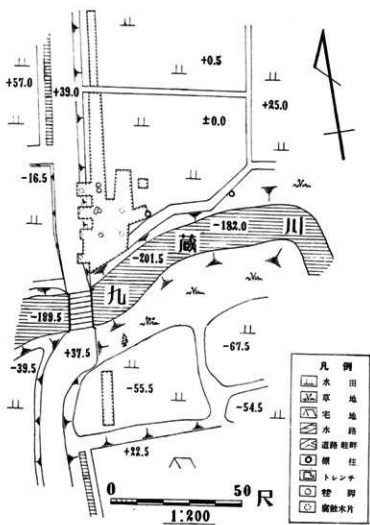 +57.0
+39.0
+0.5
±0.0
+25.0
-16.5
川
-182.0
蔵
-201.5
九
-189.5
-39.5
+37.5
-67.5
-55.5
-54.5
+22.5
0 50 尺
1:200
凡例
水田
草地
宅地
水路
道路畦畔
標柱
トレンチ
橋脚
腐蝕木片